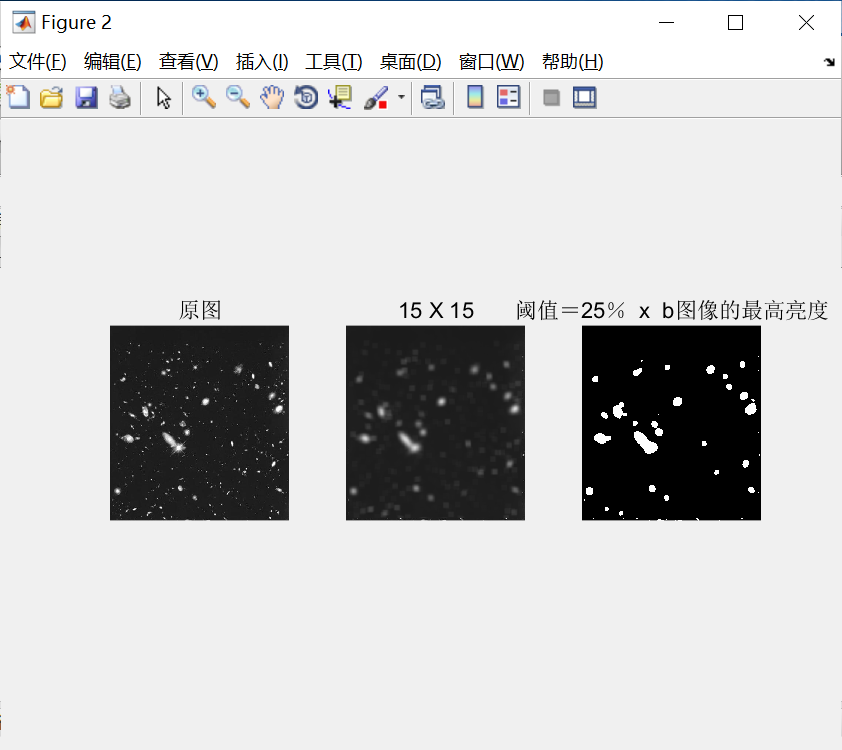 Figure 2
文件(F) 编辑(E) 查看(V) 插入(I) 工具(T) 桌面(D) 窗口(W) 帮助(H)
原图
15 X 15
阈值＝25％ x b图像的最高亮度